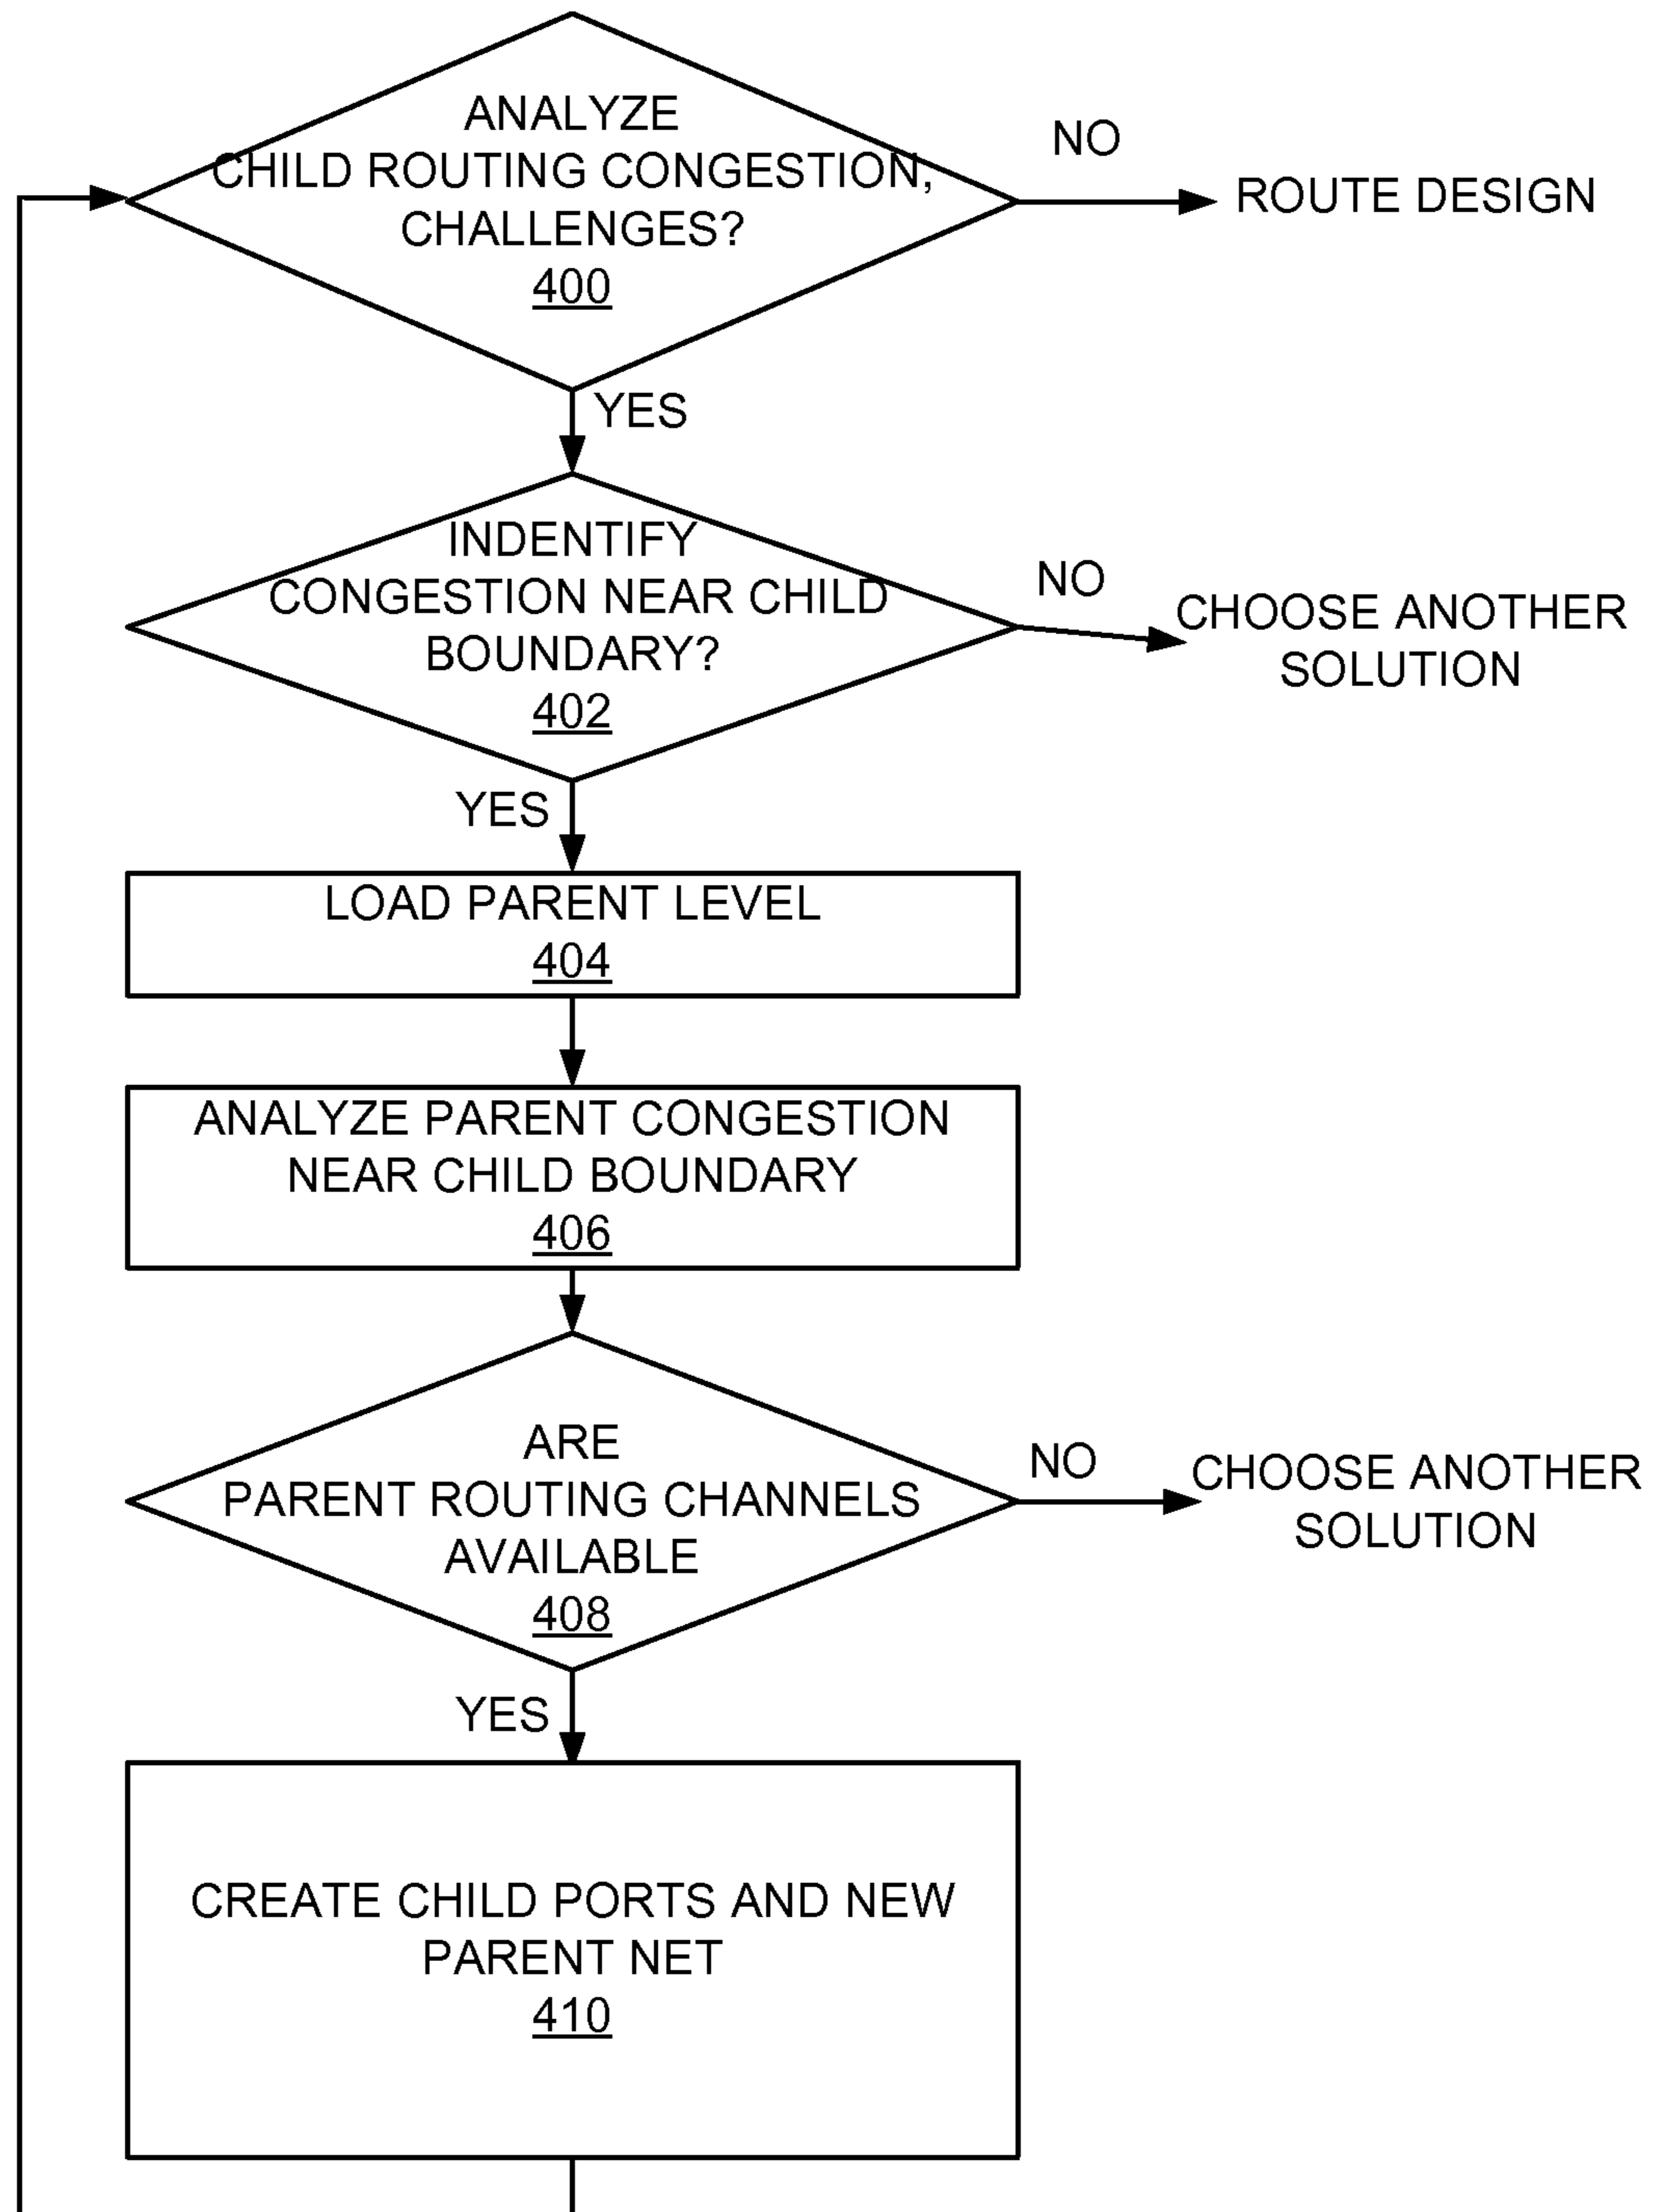 ANALYZE
CHILD ROUTING CONGESTION,
CHALLENGES?
400
NO
ROUTE DESIGN
YES
INDENTIFY
CONGESTION NEAR CHILD
BOUNDARY?
402
NO
CHOOSE ANOTHER
SOLUTION
YES
LOAD PARENT LEVEL
404
ANALYZE PARENT CONGESTION
NEAR CHILD BOUNDARY
406
ARE
PARENT ROUTING CHANNELS
AVAILABLE
408
NO
CHOOSE ANOTHER
SOLUTION
YES
CREATE CHILD PORTS AND NEW
PARENT NET
410